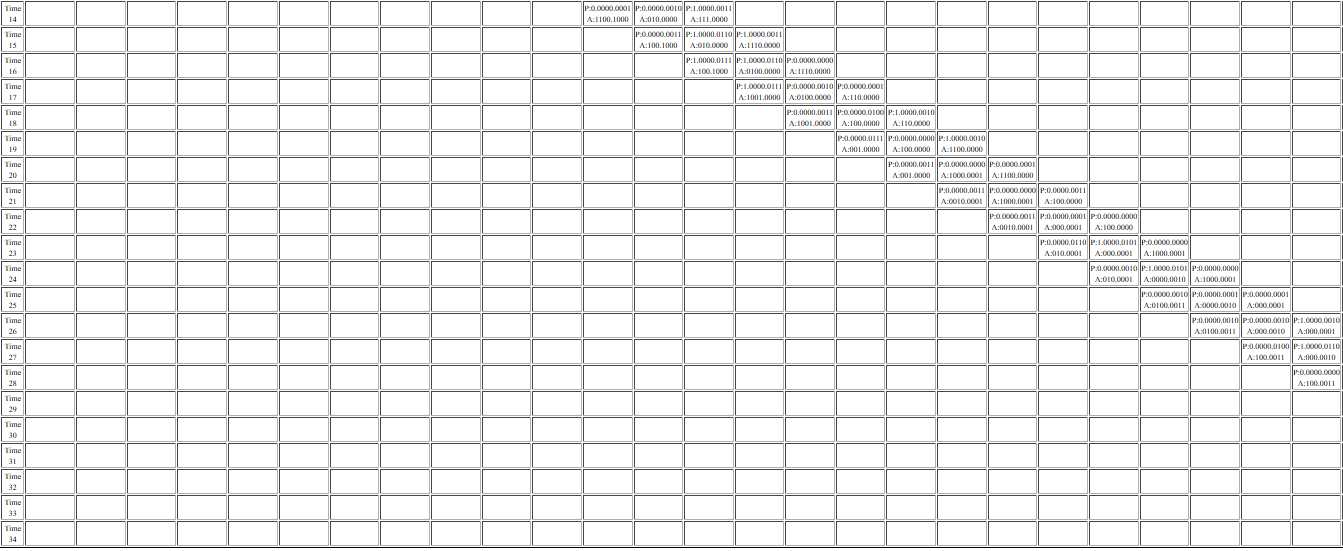 Time P:0.0000.0001 P:0.0000.0010 P:1.0000.0011
14 A:1100.1000 A:010.0000 A:111.0000
Time P:0.0000.0011 P:1.0000.0110 P:1.0000.0011
15 A:100.1000 A:010.0000 A:1110.0000
Time P:1.0000.0111 P:1.0000.0110 P:0.0000.0000
16 A:100.1000 A:0100.0000 A:1110.0000
Time P:1.0000.0111 P:0.0000.0010 P:0.0000.0001
17 A:1001.0000 A:0100.0000 A:110.0000
Time P:0.0000.0011 P:0.0000.0100 P:1.0000.0010
18 A:1001.0000 A:100.0000 A:110.0000
Time P:0.0000.0111 P:0.0000.0000 P:1.0000.0010
19 A:001.0000 A:100.0000 A:1100.0000
Time P:0.0000.0011 P:0.0000.0000 P:0.0000.0001
20 A:001.0000 A:1000.0001 A:1100.0000
Time P:0.0000.0011 P:0.0000.0000 P:0.0000.0011
21 A:0010.0001 A:1000.0001 A:100.0000
Time P:0.0000.0011 P:0.0000.0001 P:0.0000.0000
22 A:0010.0001 A:000.0001 A:100.0000
Time P:0.0000.0110 P:1.0000.0101 P:0.0000.0000
23 A:010.0001 A:000.0001 A:1000.0001
Time P:0.0000.0010 P:1.0000.0101 P:0.0000.0000
24 A:010.0001 A:0000.0010 A:1000.0001
Time P:0.0000.0010 P:0.0000.0001 P:0.0000.0001
25 A:0100.0011 A:0000.0010 A:000.0001
Time P:0.0000.0010 P:0.0000.0010 P:1.0000.0010
26 A:0100.0011 A:000.0010 A:000.0001
Time P:0.0000.0100 P:1.0000.0110
27 A:100.0011 A:000.0010
Time P:0.0000.0000
28 A:100.0011
Time
29
Time
30
Time
31
Time
32
Time
33
Time
34